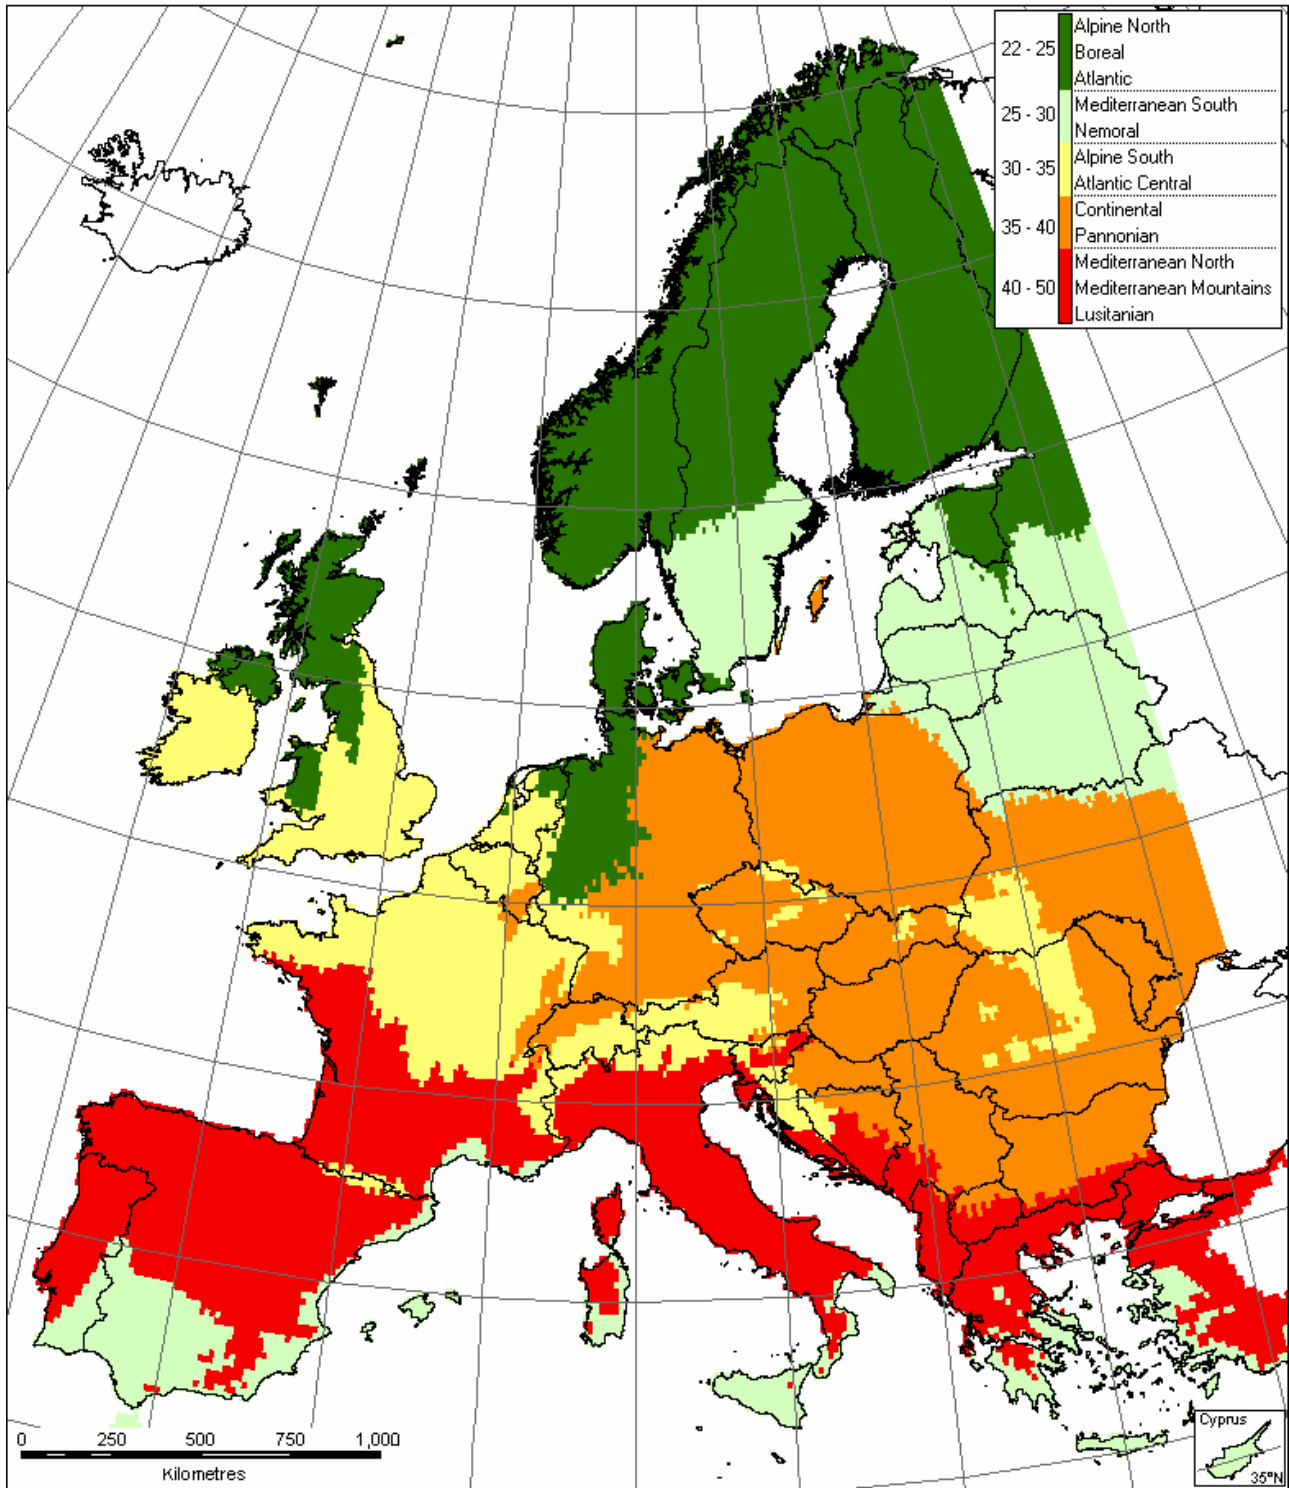 22 - 25
Alpine North
Boreal
Atlantic
25 - 30
Mediterranean South
Nemoral
30 - 35
Alpine South
Atlantic Central
35 - 40
Continental
Pannonian
40 - 50
Mediterranean North
Mediterranean Mountains
Lusitanian
0 250 500 750 1,000
Kilometres
Cyprus
35°N